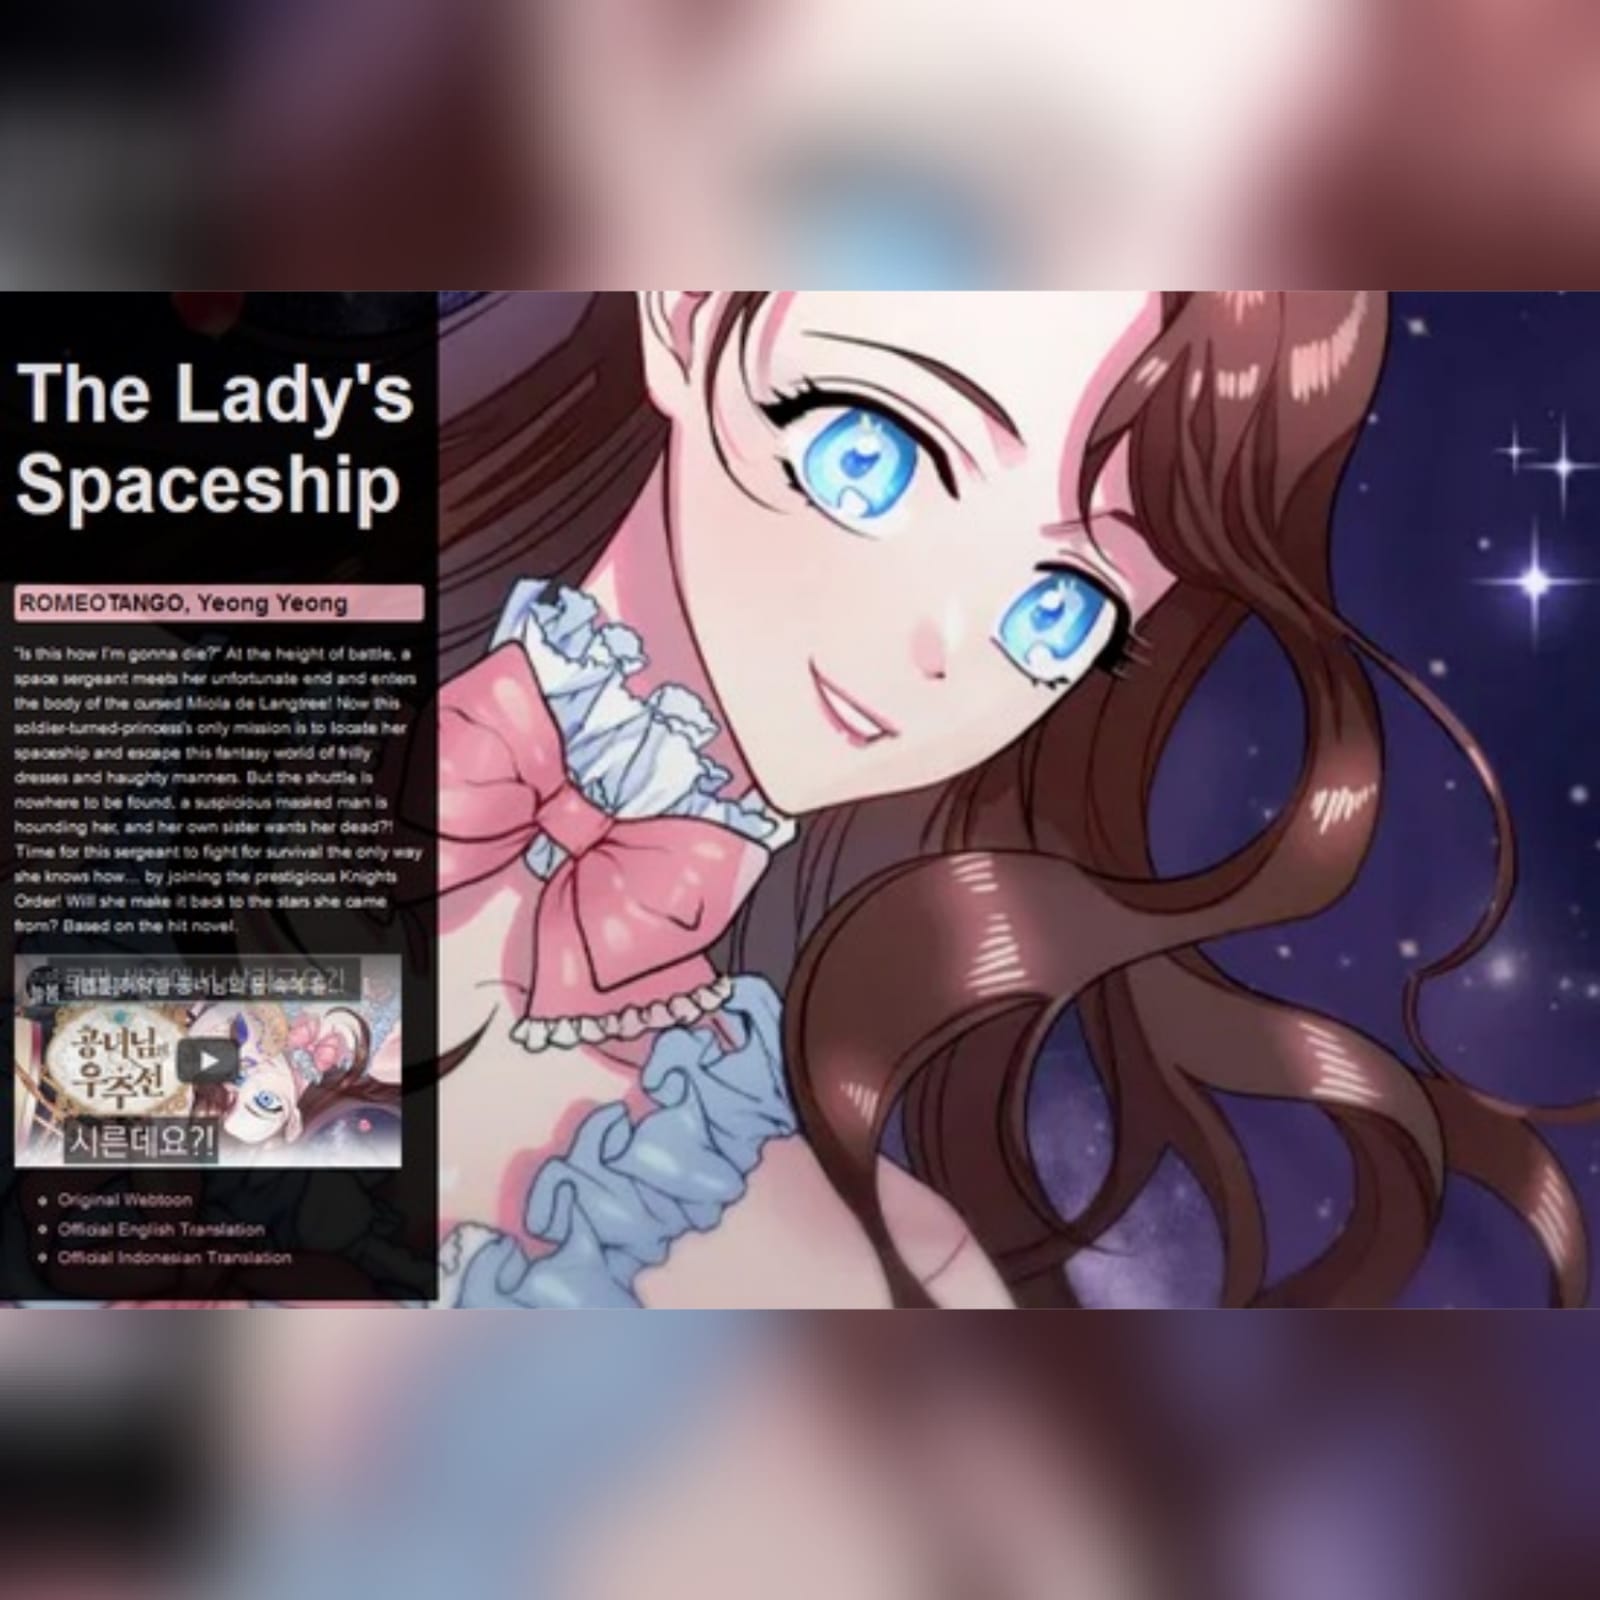 The Lady's
Spaceship
ROMEOTANGO, Yeong Yeong
"Is this how I'm gonna die?" At the height of battle, a
space sergeant meets her unfortunate end and enters
the body of the cursed Miola de Langtree! Now this
soldier-turned-princess's only mission is to locate her
spaceship and escape this fantasy world of frilly
dresses and haughty manners. But the shuttle is
nowhere to be found, a suspicious masked man is
hounding her, and her own sister wants her dead?!
Time for this sergeant to fight for survival the only way
she knows how... by joining the prestigious Knights
Order! Will she make it back to the stars she came
from? Based on the hit novel.
공녀님의
우주선
시른데요?!
Original Webtoon
Official English Translation
Official Indonesian Translation